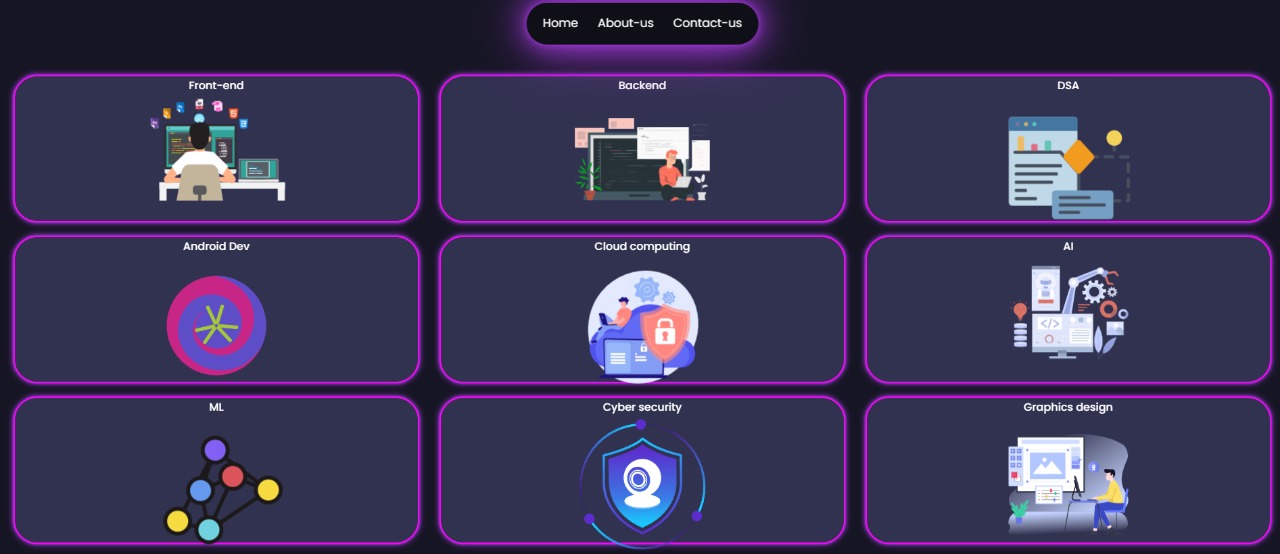 Home About-us Contact-us
Front-end Backend DSA
Android Dev Cloud computing AI
</>
ML Cyber security Graphics design